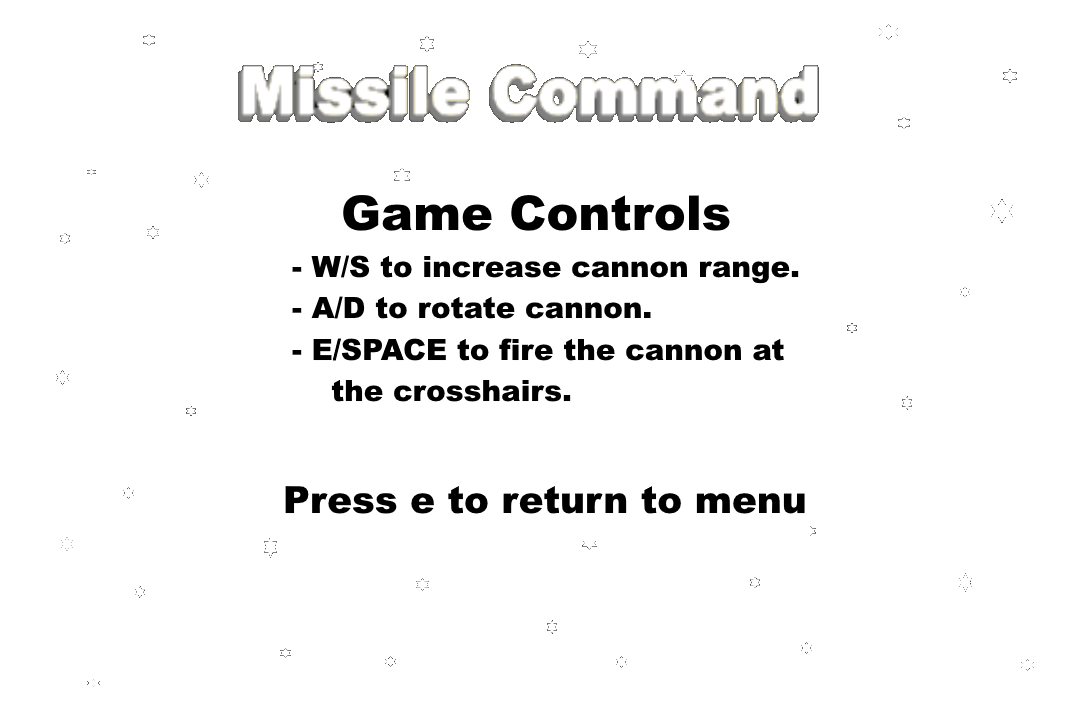 Missile Command
Game Controls
- W/S to increase cannon range.
- A/D to rotate cannon.
- E/SPACE to fire the cannon at
the crosshairs.
Press e to return to menu